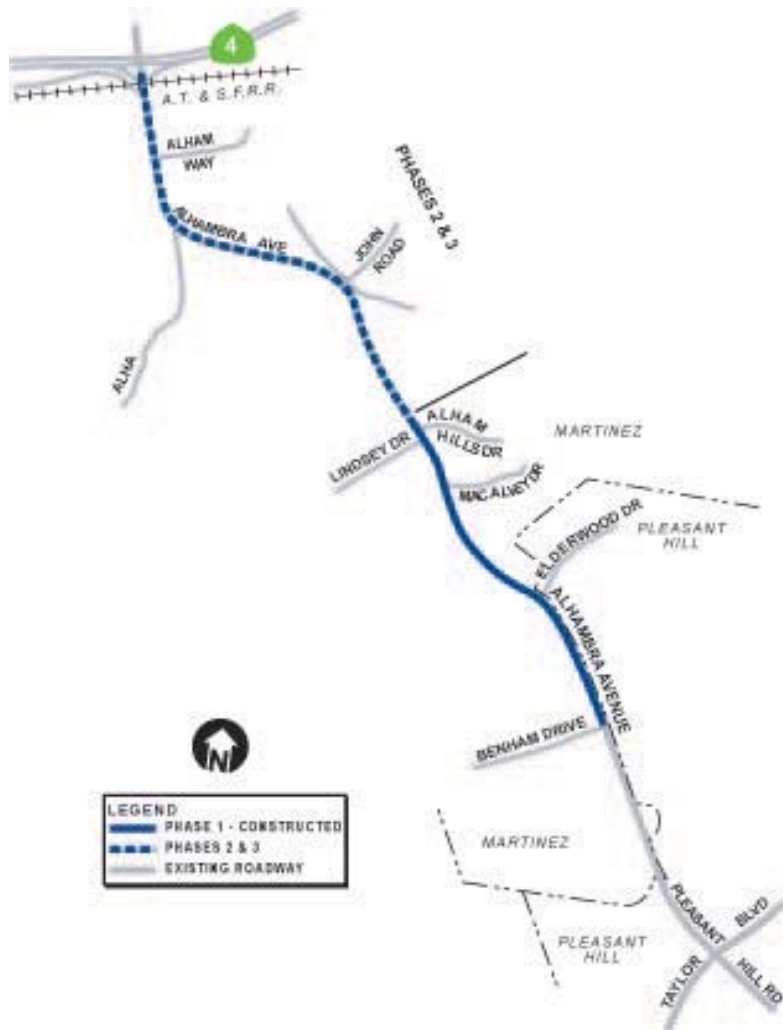 4
A.T. & S.F.R.R.
ALHAM
WAY
PHASES 2 & 3
ALHAMBRA AVE
JOHN
ROAD
ALHA
ALHAM
HILLS DR
LINDSEY DR
MARTINEZ
MACALVEY DR
ELDERWOOD DR
PLEASANT
HILL
ALHAMBRA AVENUE
BENHAM DRIVE
N
LEGEND
PHASE 1 - CONSTRUCTED
PHASES 2 & 3
EXISTING ROADWAY
MARTINEZ
PLEASANT
HILL
PLEASANT
HILL RD
TAYLOR
BLVD